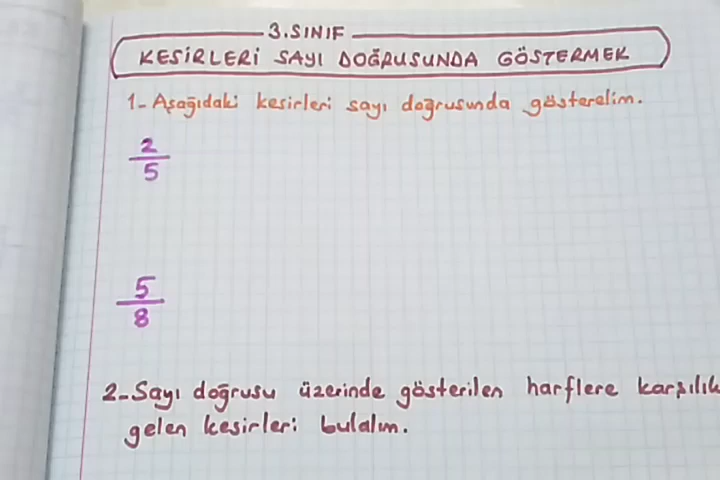 3.SINIF
KESİRLERİ SAYI DOĞRUSUNDA GÖSTERMEK
1- Aşağıdaki kesirleri sayı doğrusunda gösterelim.
2
5
5
8
2- Sayı doğrusu üzerinde gösterilen harflere karşılık
gelen kesirleri bulalım.